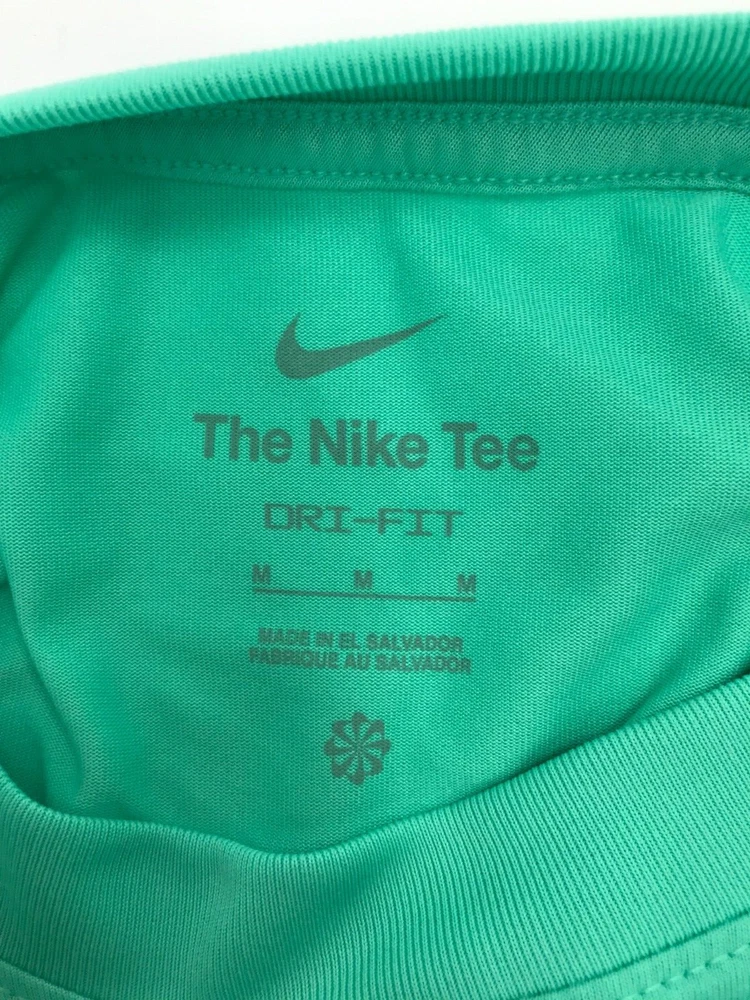 The Nike Tee
DRI-FIT
M M M
MADE IN EL SALVADOR
FABRIQUE AU SALVADOR